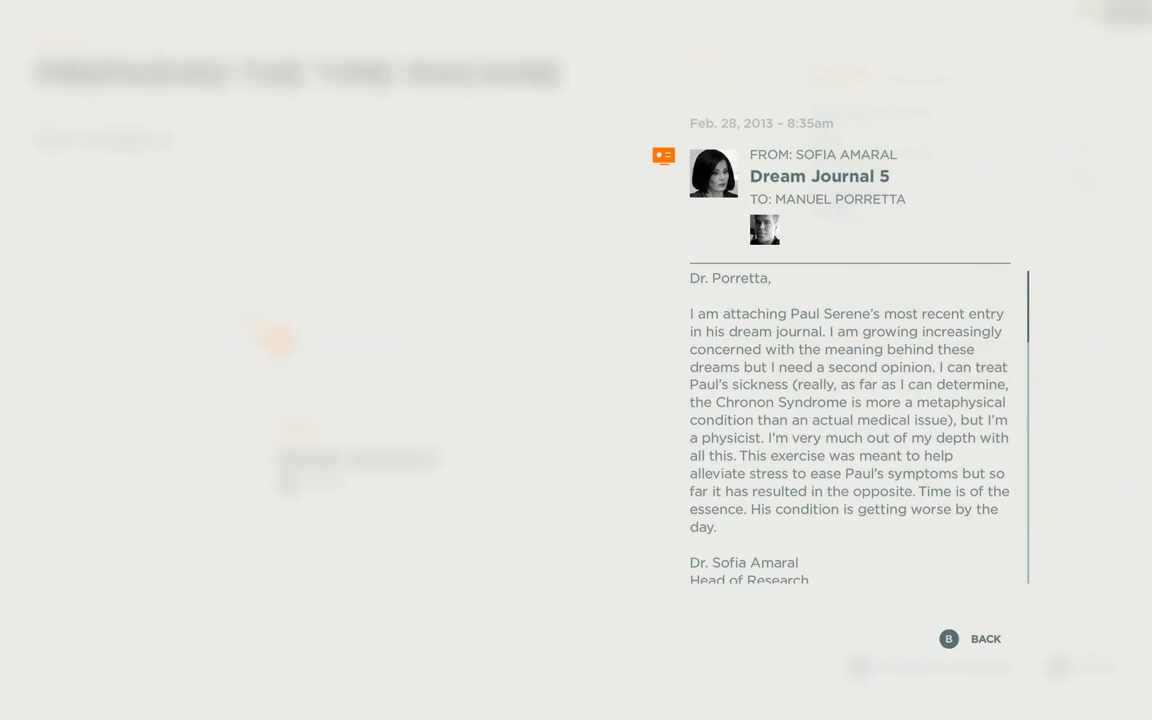 PREPARING THE TIME MACHINE
Feb. 28, 2013 – 8:35am
FROM: SOFIA AMARAL
Dream Journal 5
TO: MANUEL PORRETTA
Dr. Porretta,
I am attaching Paul Serene's most recent entry
in his dream journal. I am growing increasingly
concerned with the meaning behind these
dreams but I need a second opinion. I can treat
Paul's sickness (really, as far as I can determine,
the Chronon Syndrome is more a metaphysical
condition than an actual medical issue), but I'm
a physicist. I'm very much out of my depth with
all this. This exercise was meant to help
alleviate stress to ease Paul's symptoms but so
far it has resulted in the opposite. Time is of the
essence. His condition is getting worse by the
day.
Dr. Sofia Amaral
Head of Research
B BACK